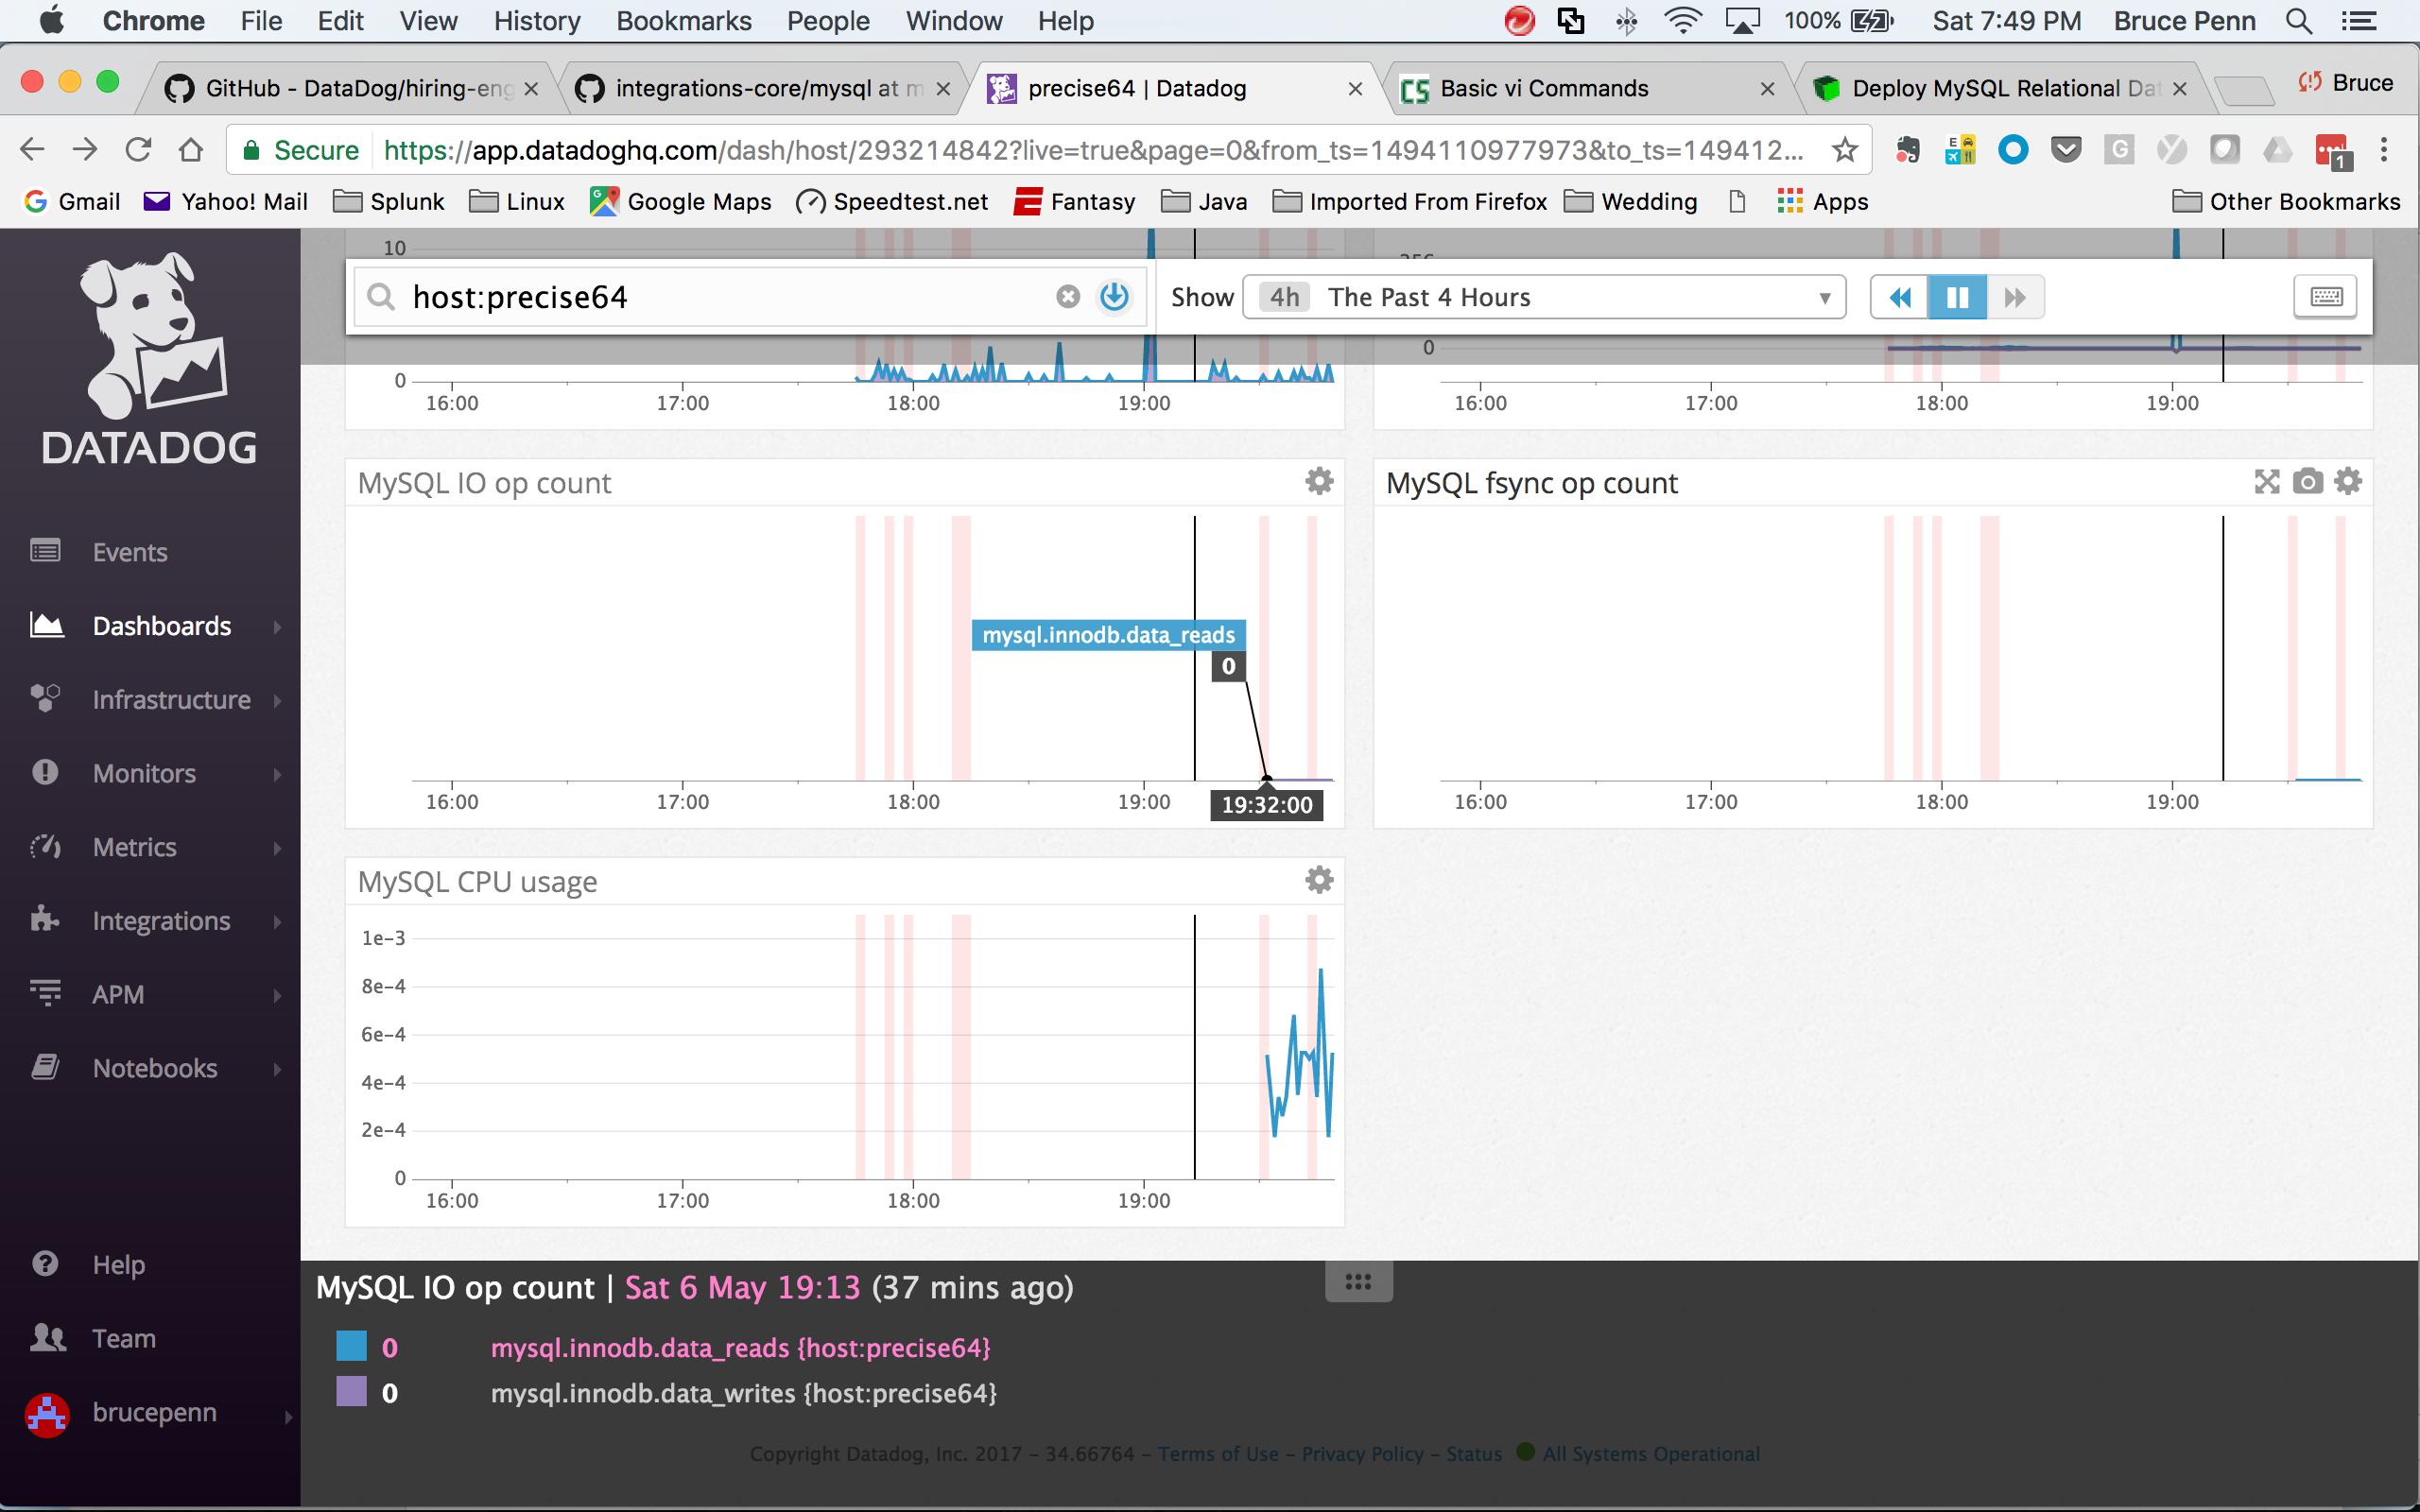 Chrome File Edit View History Bookmarks People Window Help 100% Sat 7:49 PM Bruce Penn
GitHub - DataDog/hiring-eng integrations-core/mysql at m precise64 | Datadog Basic vi Commands Deploy MySQL Relational Dat Bruce
Secure https://app.datadoghq.com/dash/host/293214842?live=true&page=0&from_ts=1494110977973&to_ts=149412...
Gmail Yahoo! Mail Splunk Linux Google Maps Speedtest.net Fantasy Java Imported From Firefox Wedding Apps Other Bookmarks
DATADOG
Events
Dashboards
Infrastructure
Monitors
Metrics
Integrations
APM
Notebooks
Help
Team
brucepenn
10
host:precise64 Show 4h The Past 4 Hours
0
0
16:00 17:00 18:00 19:00
16:00 17:00 18:00 19:00
MySQL IO op count
mysql.innodb.data_reads
0
16:00 17:00 18:00 19:00
19:32:00
MySQL fsync op count
16:00 17:00 18:00 19:00
MySQL CPU usage
1e-3
8e-4
6e-4
4e-4
2e-4
0
16:00 17:00 18:00 19:00
MySQL IO op count | Sat 6 May 19:13 (37 mins ago)
0 mysql.innodb.data_reads {host:precise64}
0 mysql.innodb.data_writes {host:precise64}
Copyright Datadog, Inc. 2017 - 34.66764 - Terms of Use - Privacy Policy - Status All Systems Operational